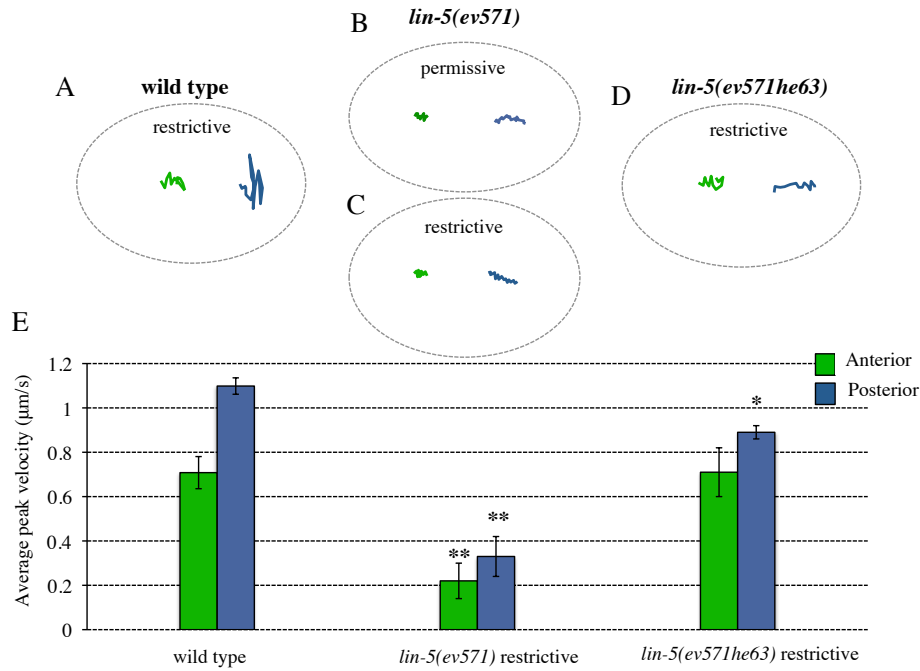 A
wild type
restrictive
B
lin-5(ev571)
permissive
C
restrictive
D
lin-5(ev571he63)
restrictive
E
Average peak velocity (µm/s)
1.2
1
0.8
0.6
0.4
0.2
0
Anterior
Posterior
**
**
*
wild type
lin-5(ev571) restrictive
lin-5(ev571he63) restrictive